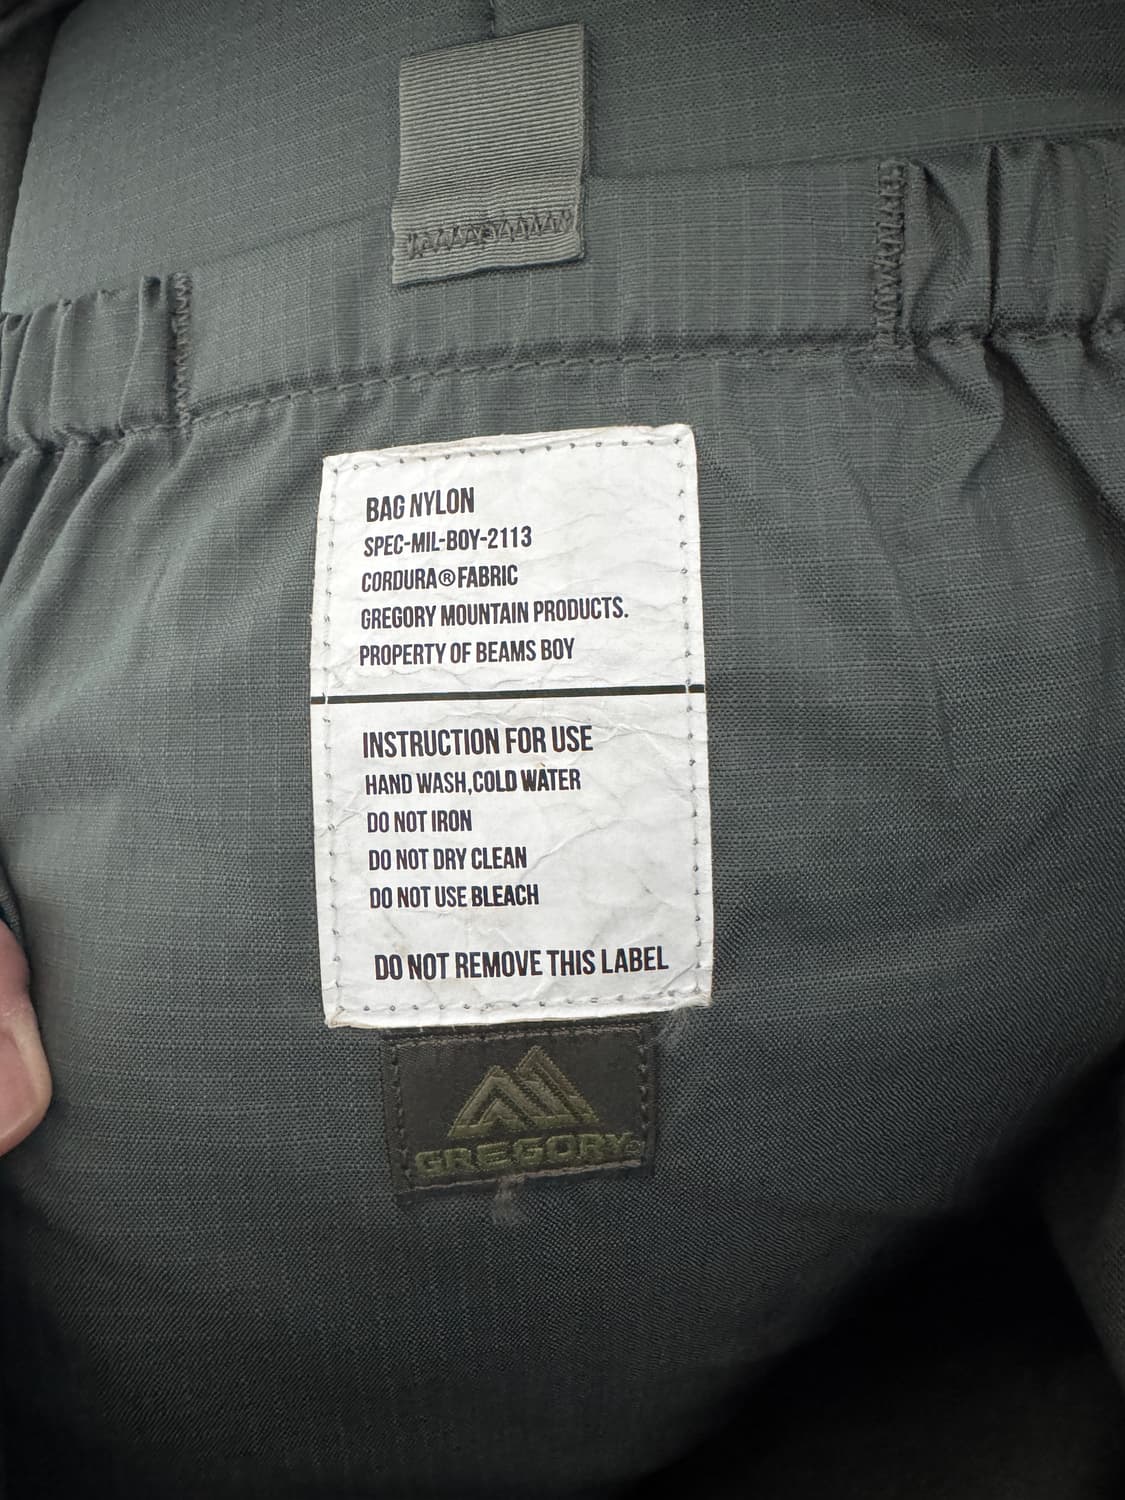 BAG NYLON
SPEC-MIL-BOY-2113
CORDURA®FABRIC
GREGORY MOUNTAIN PRODUCTS.
PROPERTY OF BEAMS BOY
INSTRUCTION FOR USE
HAND WASH,COLD WATER
DO NOT IRON
DO NOT DRY CLEAN
DO NOT USE BLEACH
DO NOT REMOVE THIS LABEL
GREGORY